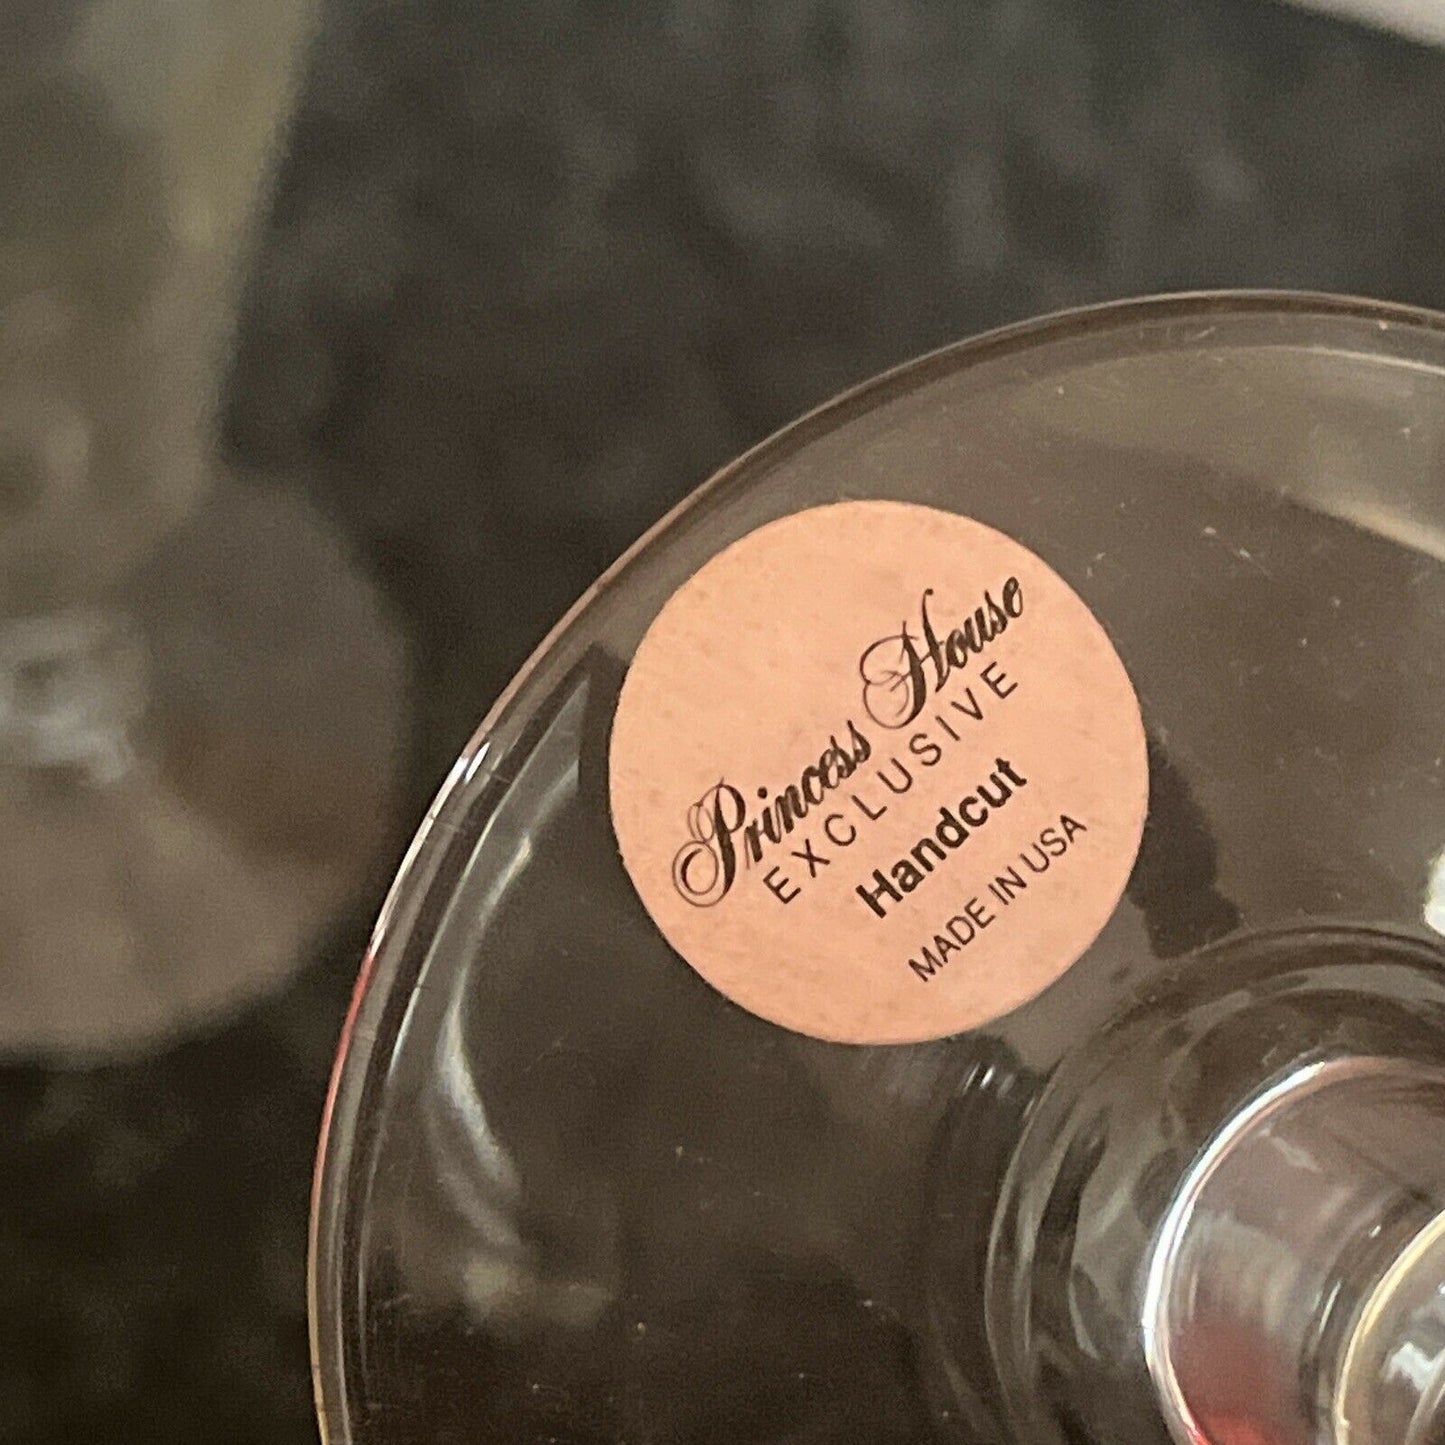 Princess House
EXCLUSIVE
Handcut
MADE IN USA